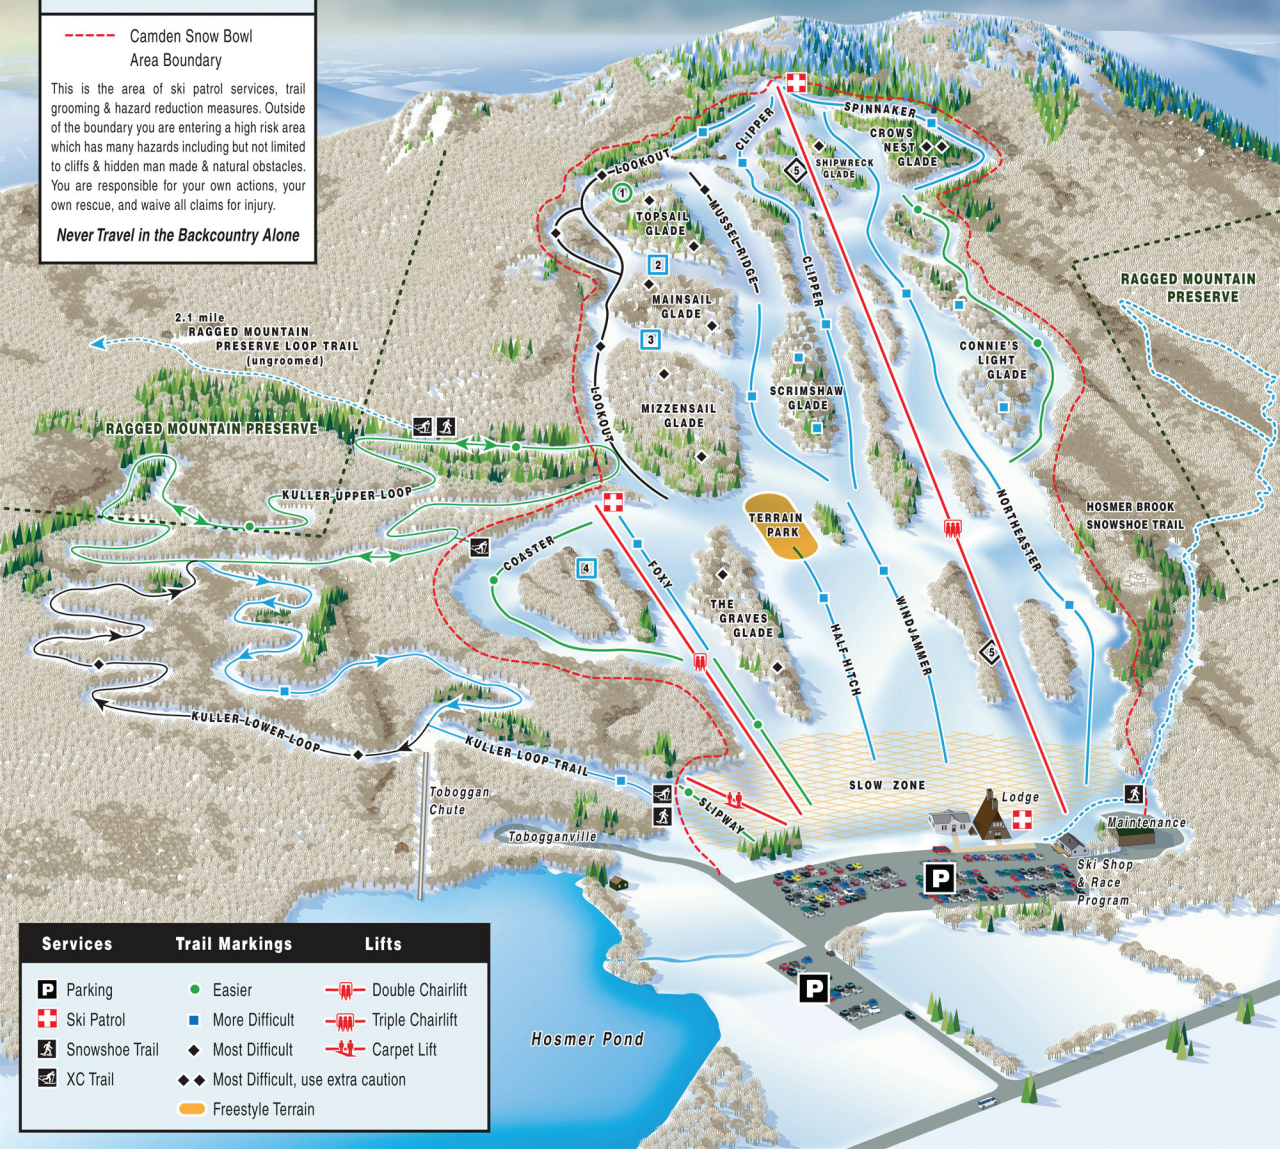 Camden Snow Bowl
Area Boundary
This is the area of ski patrol services, trail
grooming & hazard reduction measures. Outside
of the boundary you are entering a high risk area
which has many hazards including but not limited
to cliffs & hidden man made & natural obstacles.
You are responsible for your own actions, your
own rescue, and waive all claims for injury.
Never Travel in the Backcountry Alone
SPINNAKER
CLIPPER
CROWS
NEST
GLADE
SHIPWRECK
GLADE
5
LOOKOUT
1
TOPSAIL
GLADE
MUSSEL RIDGE
2
CLIPPER
MAINSAIL
GLADE
3
RAGGED MOUNTAIN
PRESERVE
2.1 mile
RAGGED MOUNTAIN
PRESERVE LOOP TRAIL
(ungroomed)
CONNIE'S
LIGHT
GLADE
LOOKOUT
MIZZENSAIL
GLADE
SCRIMSHAW
GLADE
RAGGED MOUNTAIN PRESERVE
KULLER UPPER LOOP
TERRAIN
PARK
NORTHEASTER
HOSMER BROOK
SNOWSHOE TRAIL
COASTER
4
FOXY
THE
GRAVES
GLADE
HALF HITCH
WINDJAMMER
5
KULLER LOWER LOOP
KULLER LOOP TRAIL
SLOW ZONE
Toboggan
Chute
SLIPWAY
Lodge
Tobogganville
Maintenance
Ski Shop
& Race
Program
P
P
Hosmer Pond
Services
Trail Markings
Lifts
P Parking
Easier
Double Chairlift
Ski Patrol
More Difficult
Triple Chairlift
Snowshoe Trail
Most Difficult
Carpet Lift
XC Trail
Most Difficult, use extra caution
Freestyle Terrain